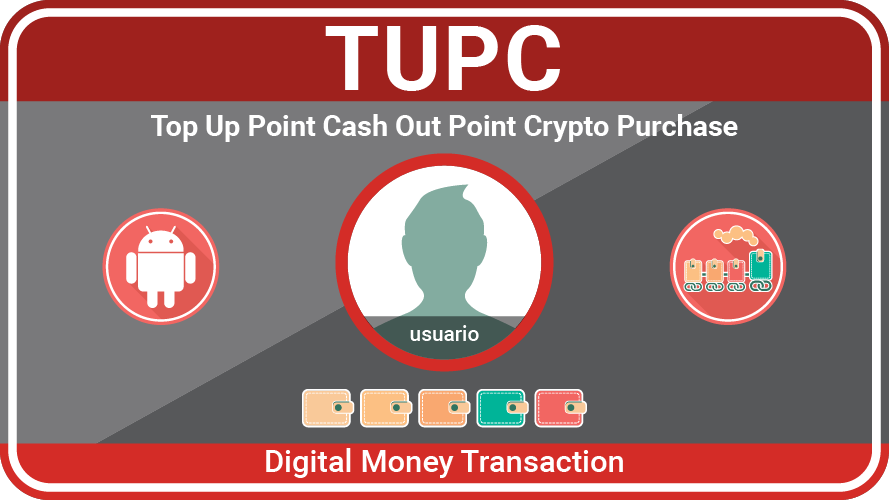 TUPC
Top Up Point Cash Out Point Crypto Purchase
usuario
Digital Money Transaction